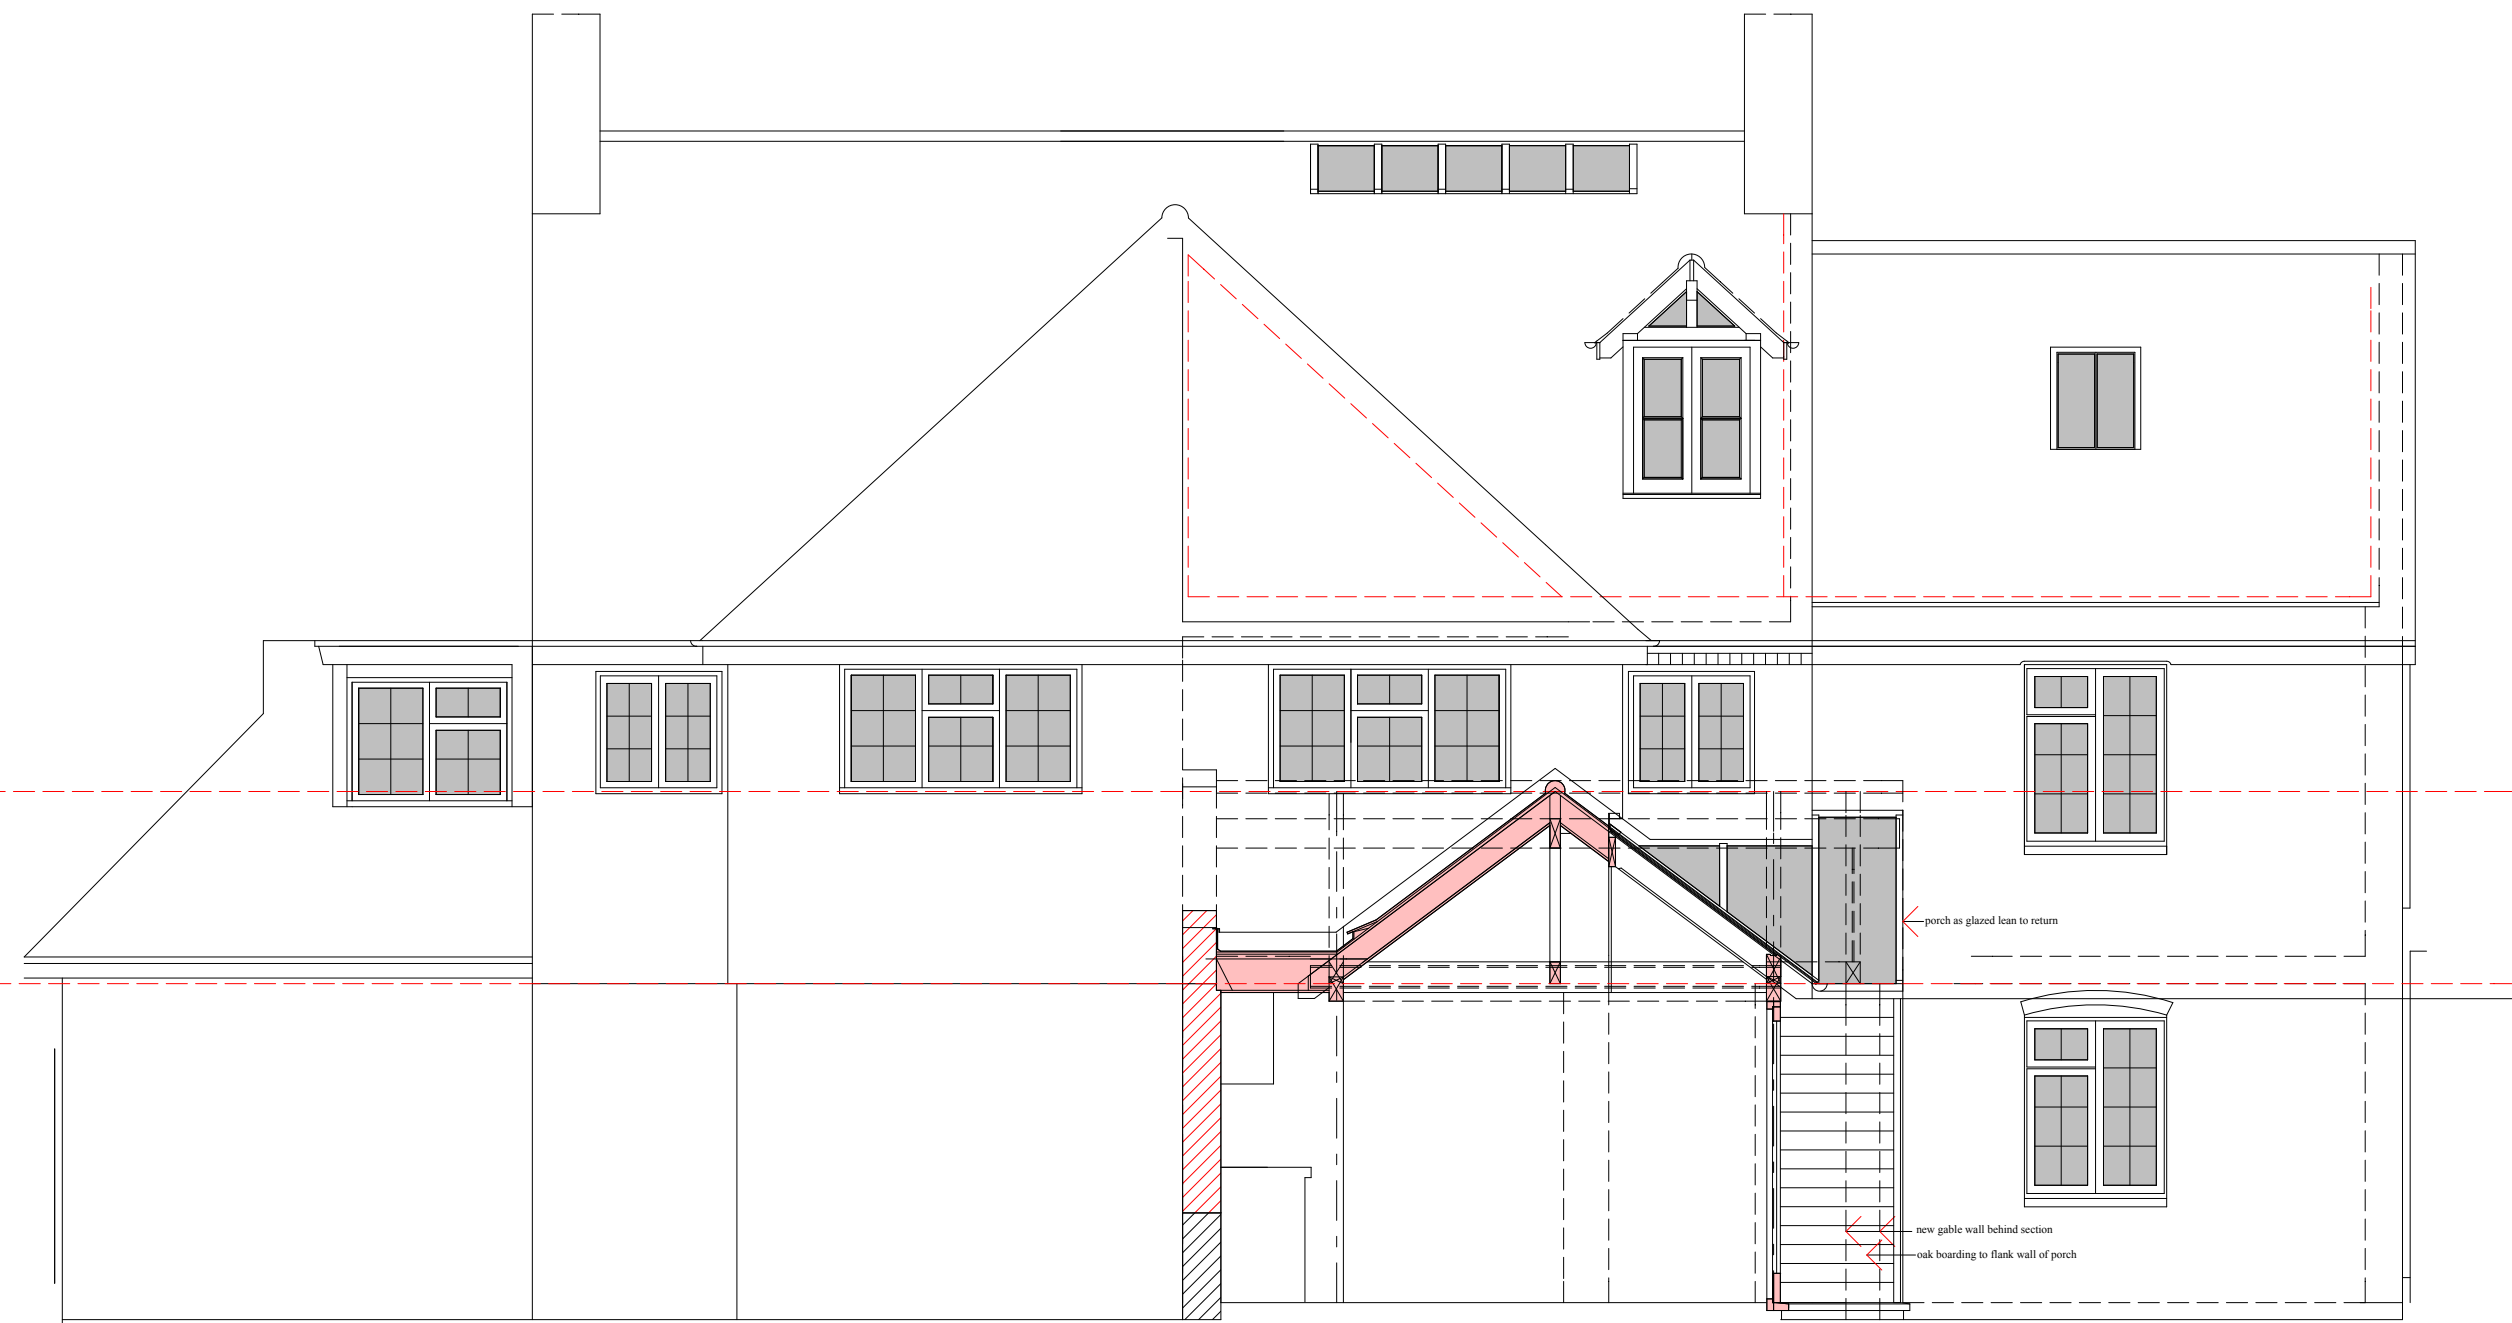 porch as glazed lean to return
new gable wall behind section
oak boarding to flank wall of porch